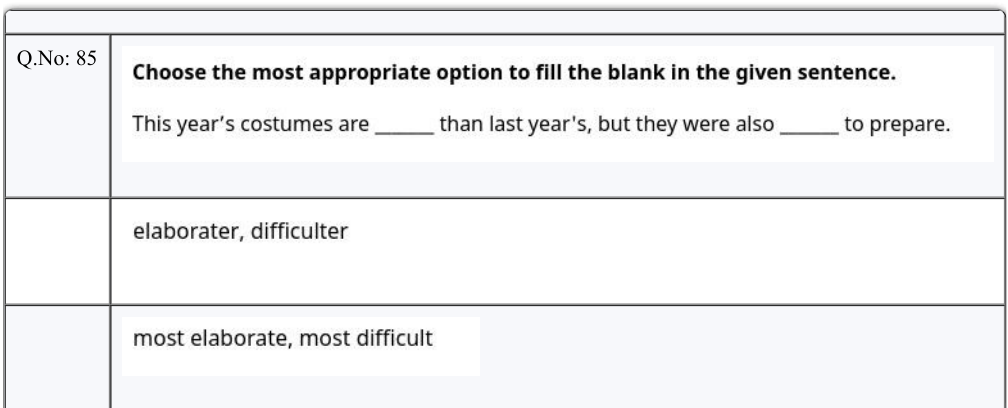 Q.No: 85
Choose the most appropriate option to fill the blank in the given sentence.
This year’s costumes are ______ than last year's, but they were also ______ to prepare.
elaborater, difficulter
most elaborate, most difficult